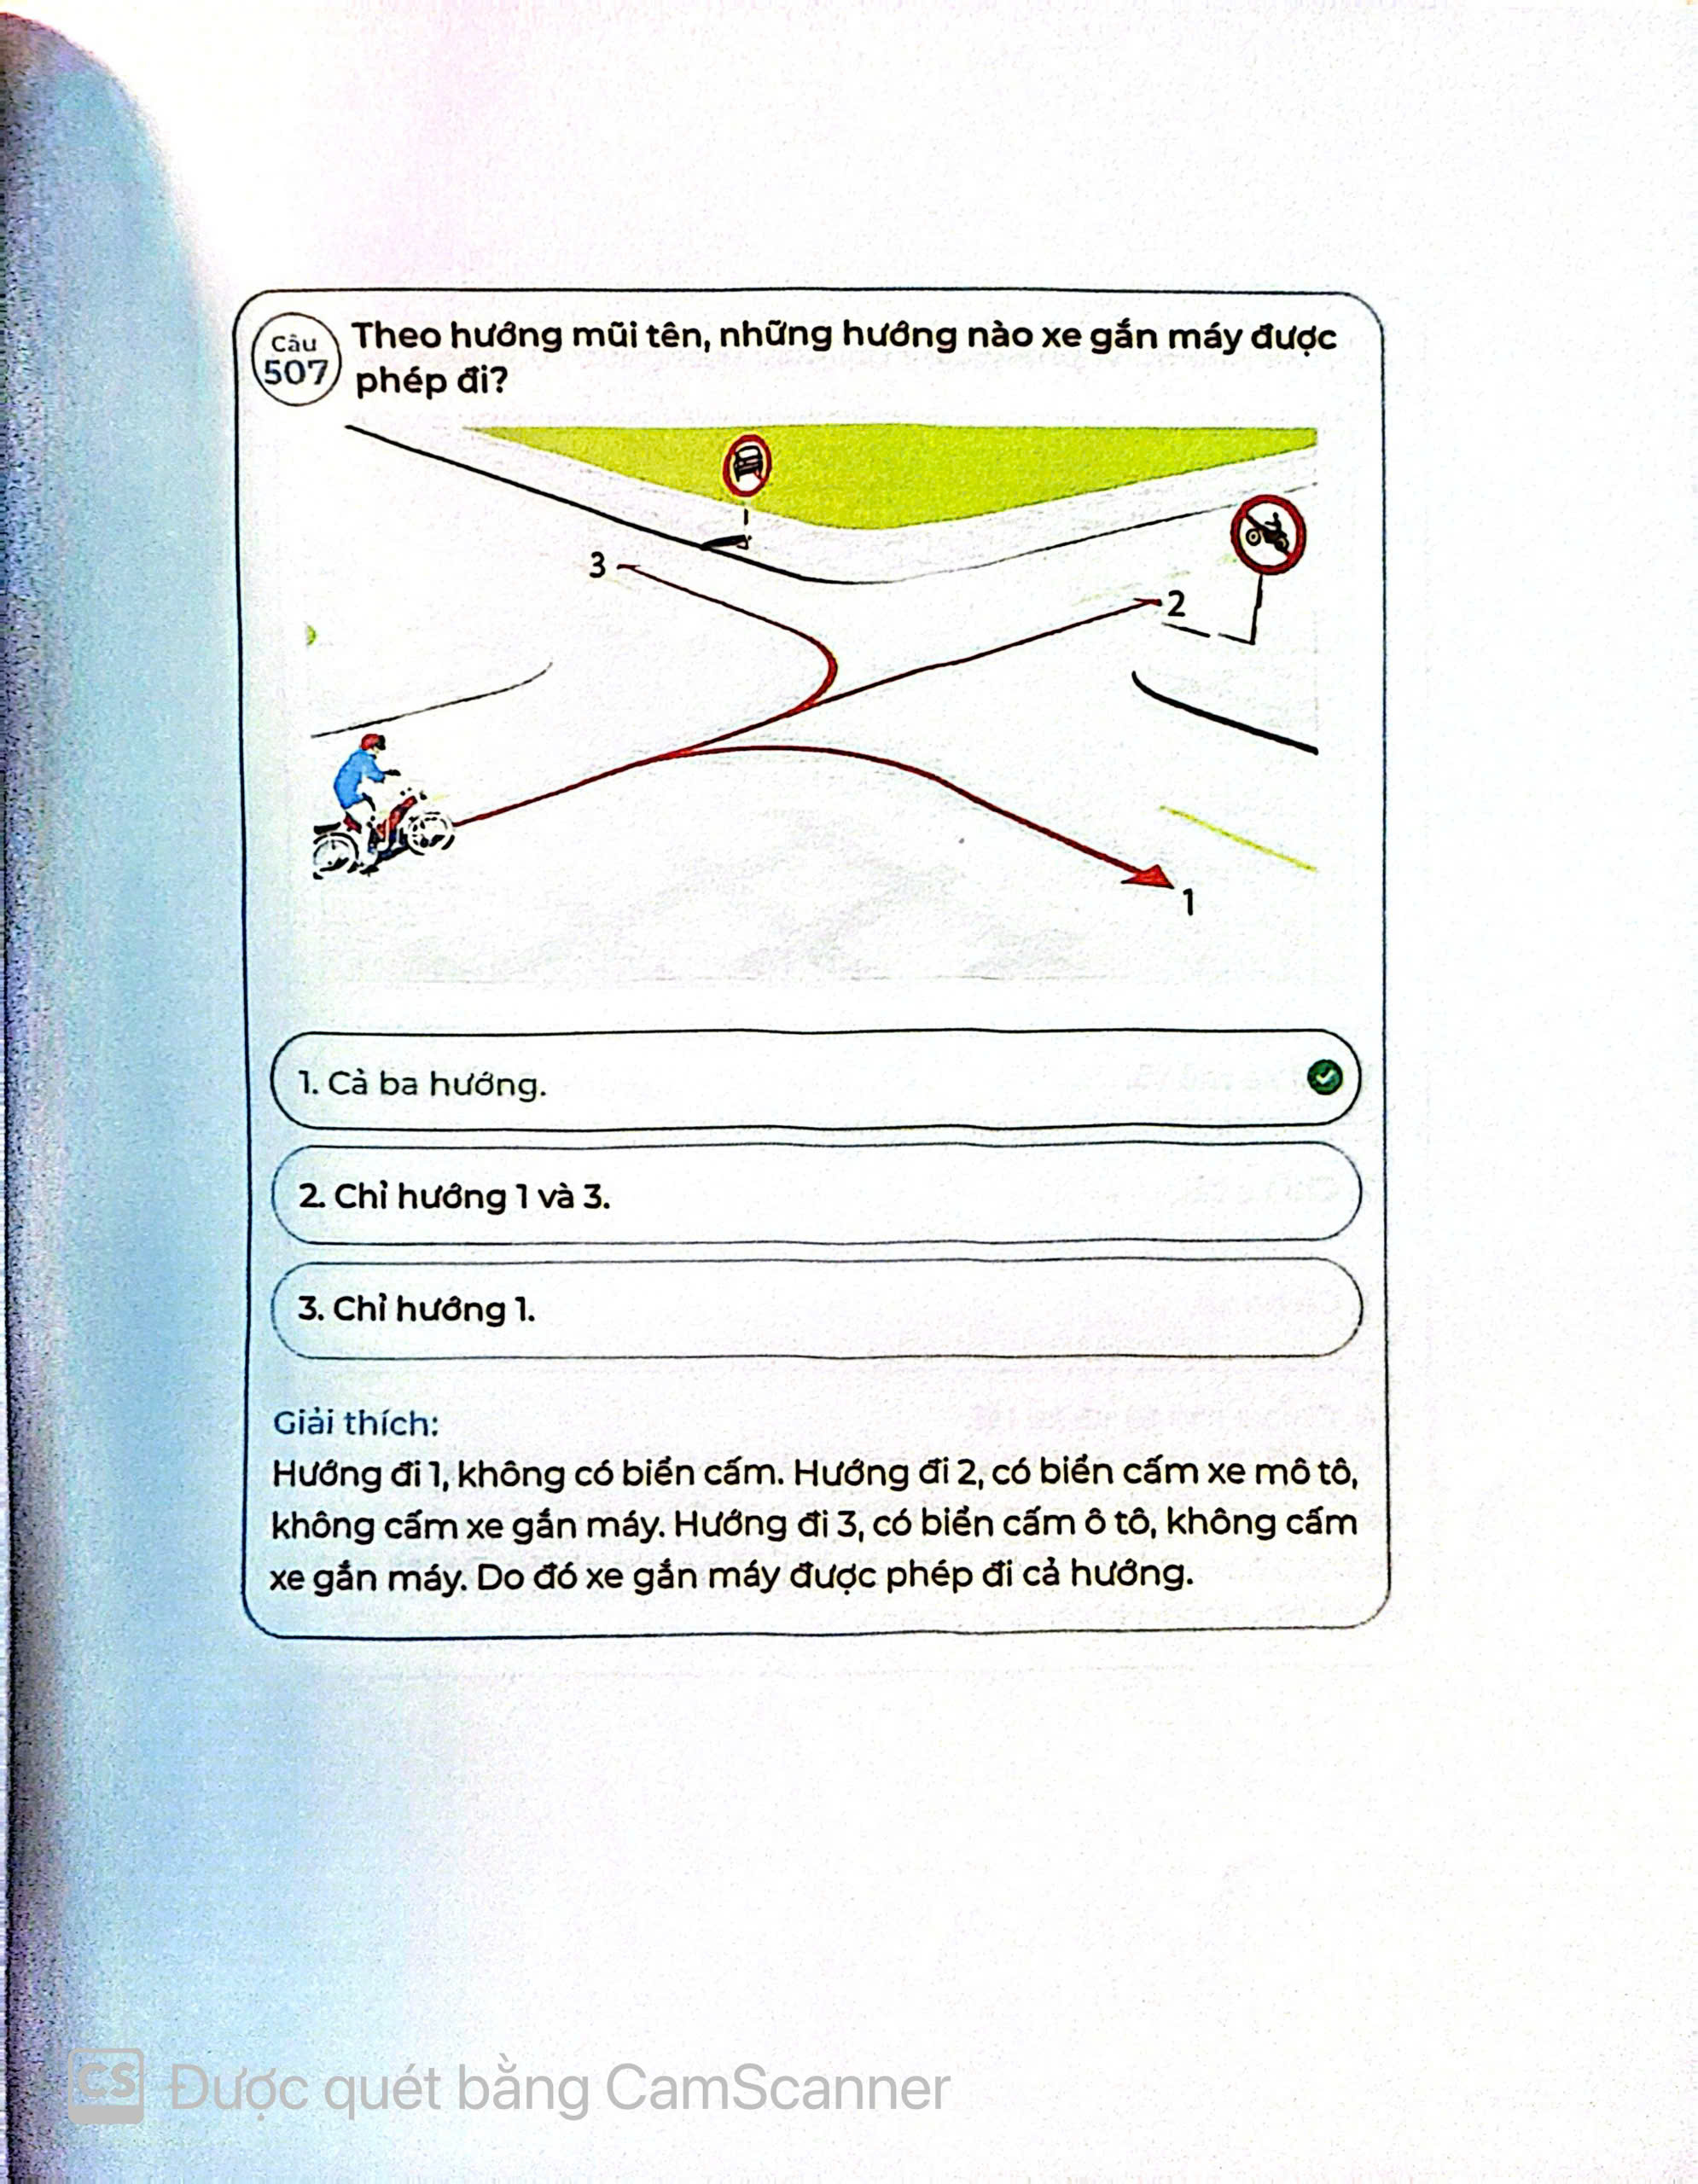 Câu
507
Theo hướng mũi tên, những hướng nào xe gắn máy được
phép đi?
3
2
1
1. Cả ba hướng.
2. Chỉ hướng 1 và 3.
3. Chỉ hướng 1.
Giải thích:
Hướng đi 1, không có biển cấm. Hướng đi 2, có biển cấm xe mô tô,
không cấm xe gắn máy. Hướng đi 3, có biển cấm ô tô, không cấm
xe gắn máy. Do đó xe gắn máy được phép đi cả hướng.
CS Được quét bằng CamScanner